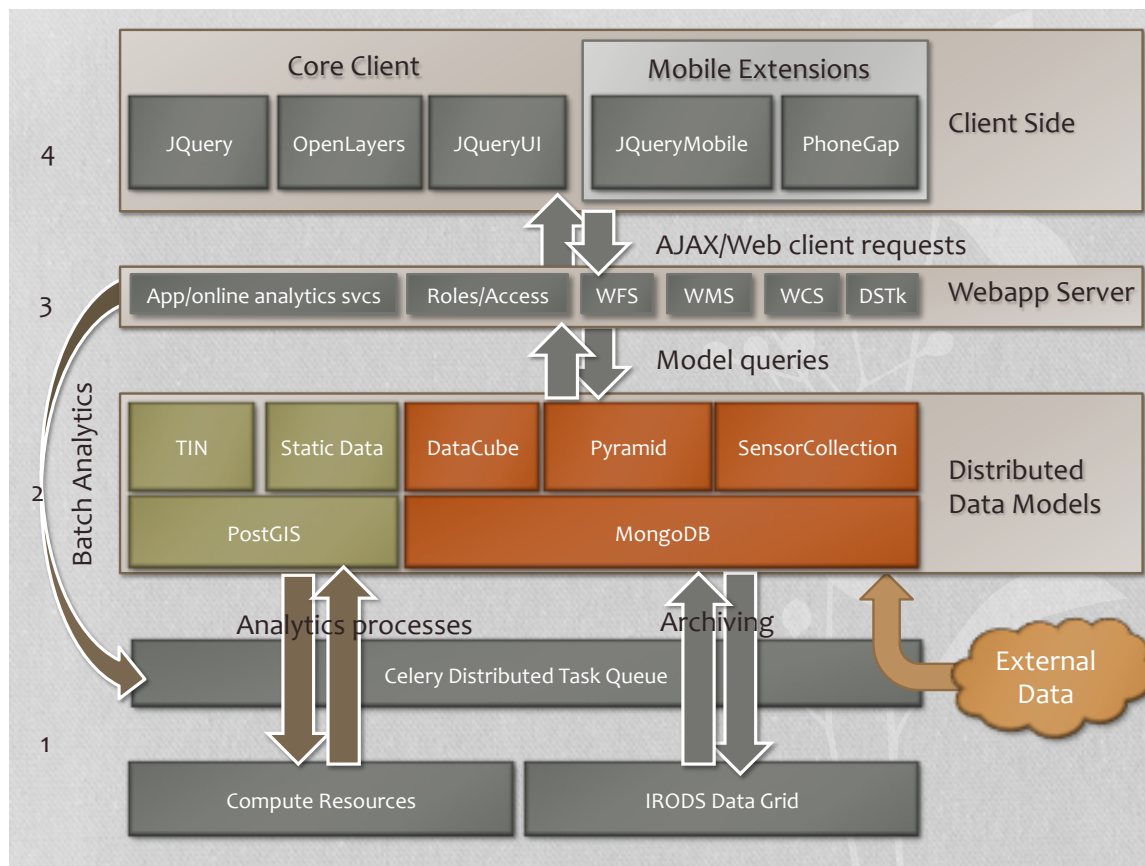 Core Client
Mobile Extensions
JQuery
OpenLayers
JQueryUI
JQueryMobile
PhoneGap
Client Side
4
AJAX/Web client requests
3
App/online analytics svcs
Roles/Access
WFS
WMS
WCS
DSTk
Webapp Server
Model queries
Batch Analytics
2
TIN
Static Data
DataCube
Pyramid
SensorCollection
PostGIS
MongoDB
Distributed
Data Models
Analytics processes
Archiving
Celery Distributed Task Queue
External
Data
1
Compute Resources
IRODS Data Grid